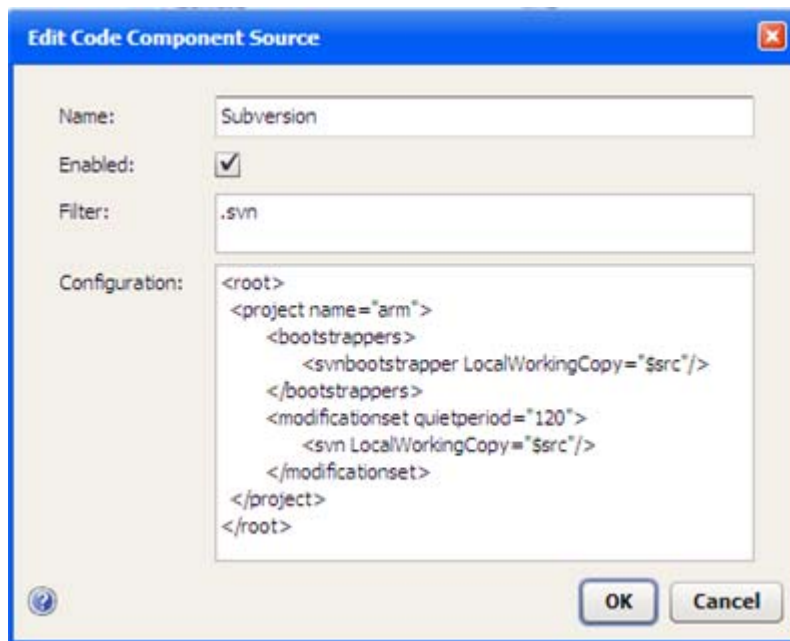 Edit Code Component Source
Name:
Subversion
Enabled:
Filter:
.svn
Configuration:
<root>
<project name="arm">
<bootstrappers>
<svnbootstrapper LocalWorkingCopy="$src"/>
</bootstrappers>
<modificationset quietperiod="120">
<svn LocalWorkingCopy="$src"/>
</modificationset>
</project>
</root>
OK
Cancel